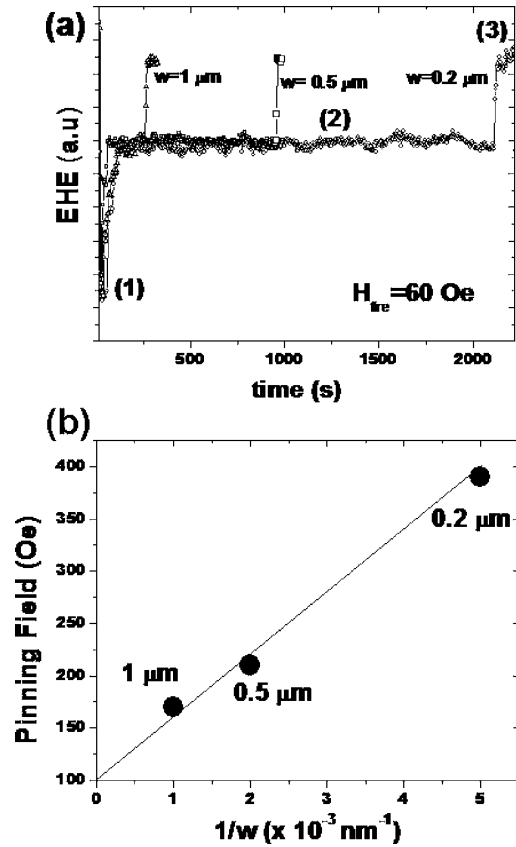 (a)
(3)
w=1 μm
w= 0.5 μm
w=0.2 μm
(2)
EHE (a.u)
(1)
H_fire=60 Oe
500 1000 1500 2000
time (s)
(b)
400
350
300
250
200
150
100
Pinning Field (Oe)
0.2 μm
1 μm
0.5 μm
0 1 2 3 4 5
1/w (x 10⁻³ nm⁻¹)